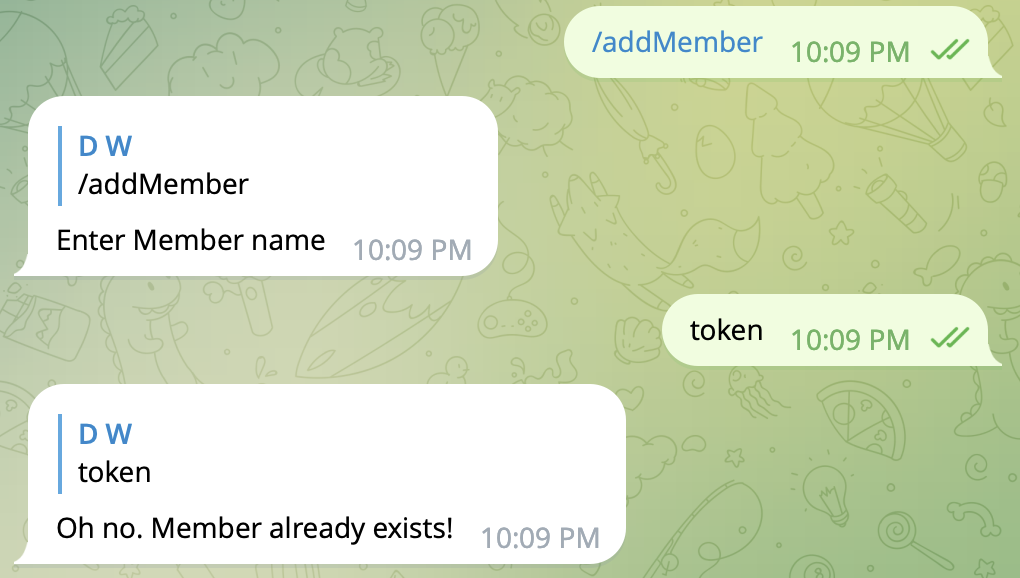 /addMember 10:09 PM
D W
/addMember
Enter Member name 10:09 PM
token 10:09 PM
D W
token
Oh no. Member already exists! 10:09 PM